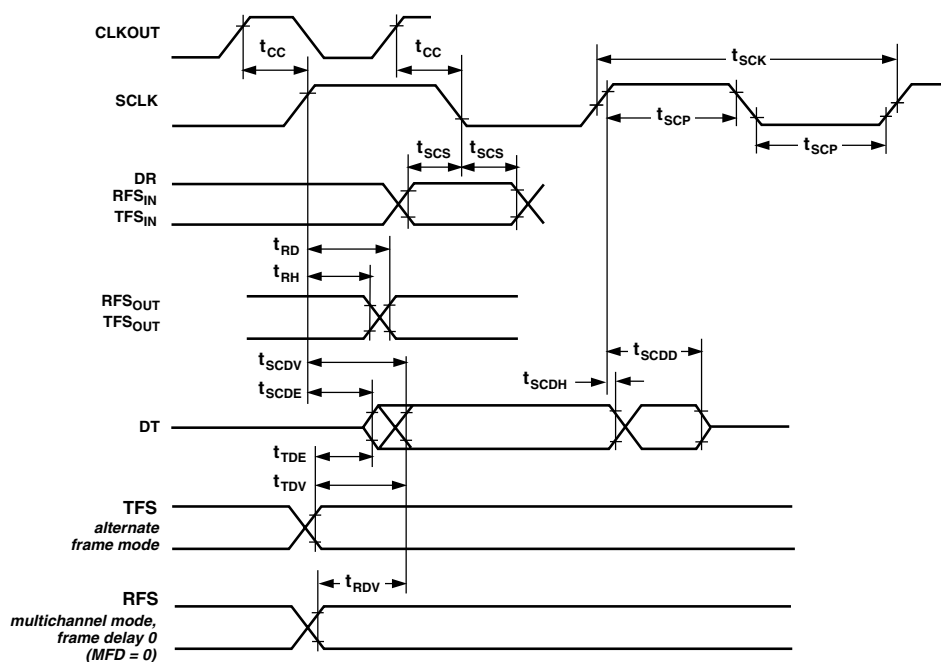 CLKOUT
tCC
tCC
tSCK
SCLK
tSCP
tSCP
tSCS
tSCS
DR
RFSIN
TFSIN
tRD
tRH
RFSOUT
TFSOUT
tSCDV
tSCDD
tSCDE
tSCDH
DT
tTDE
tTDV
TFS
alternate
frame mode
tRDV
RFS
multichannel mode,
frame delay 0
(MFD = 0)